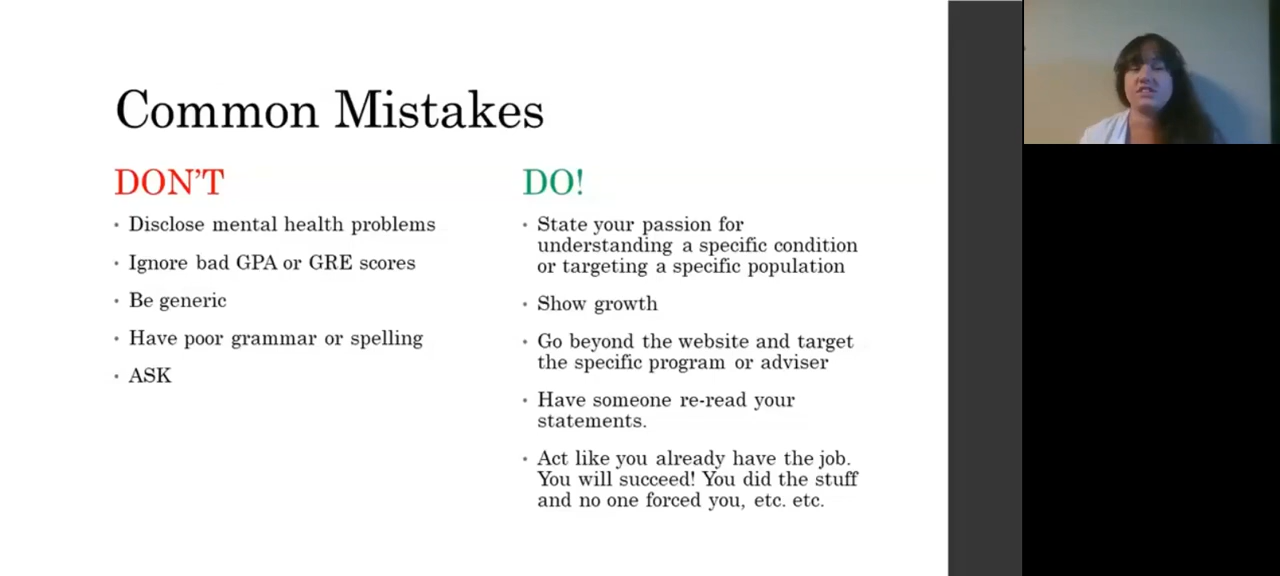 Common Mistakes
DON'T
• Disclose mental health problems
• Ignore bad GPA or GRE scores
• Be generic
• Have poor grammar or spelling
• ASK
DO!
• State your passion for
understanding a specific condition
or targeting a specific population
• Show growth
• Go beyond the website and target
the specific program or adviser
• Have someone re-read your
statements.
• Act like you already have the job.
You will succeed! You did the stuff
and no one forced you, etc. etc.